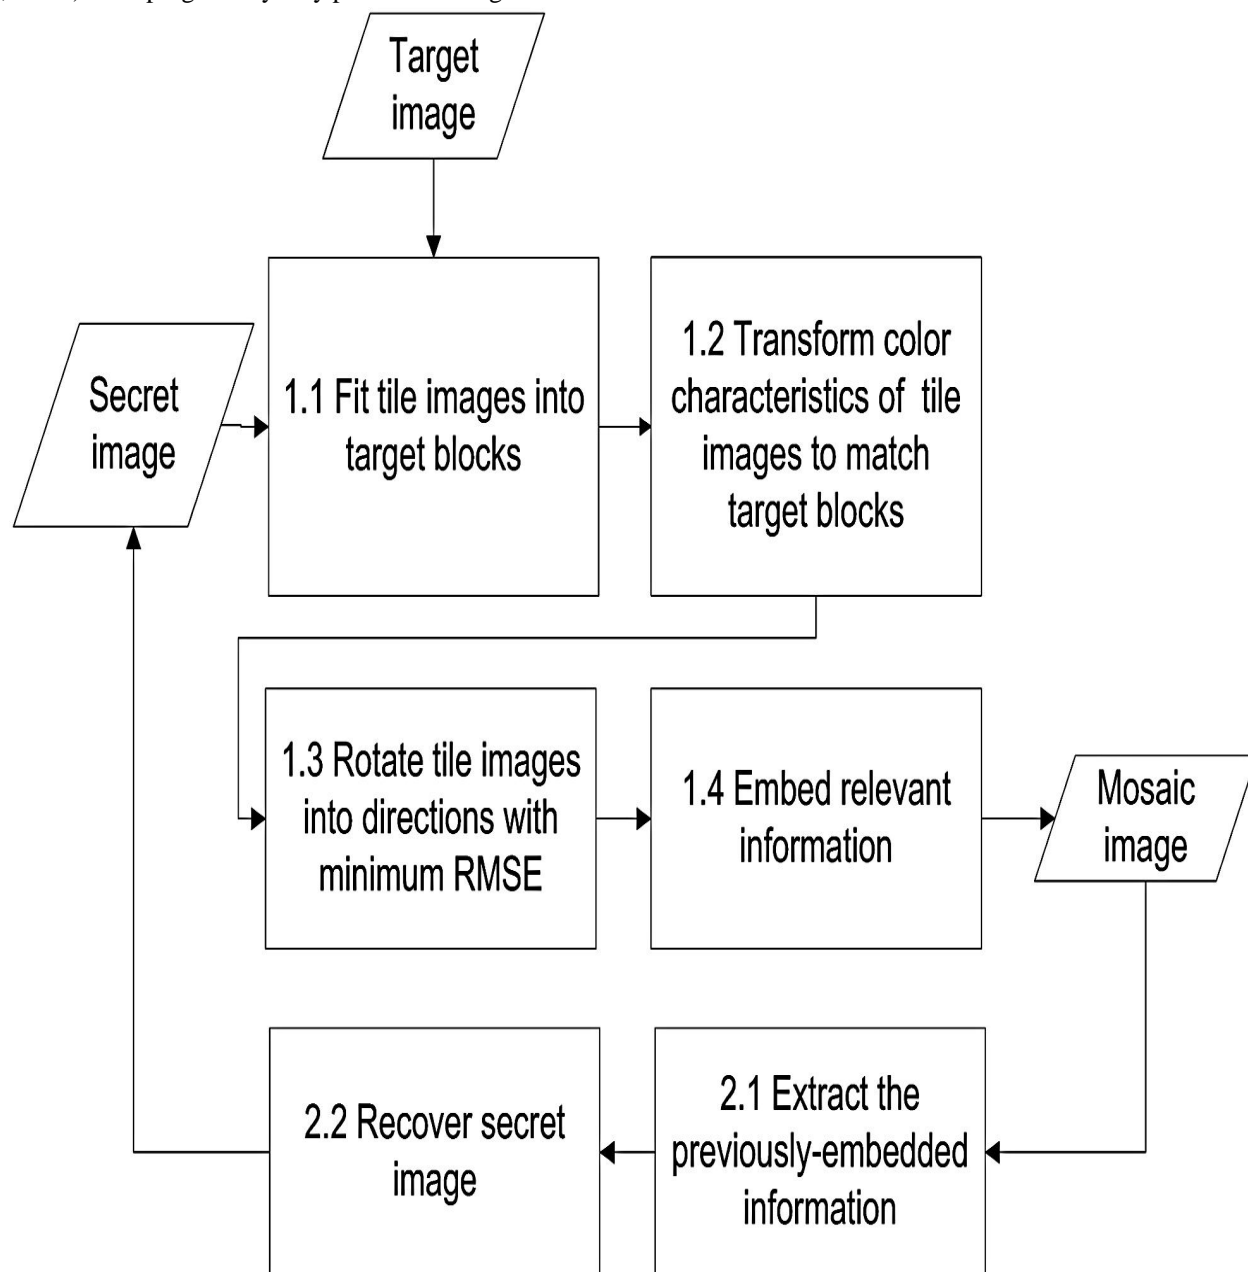 Target
image
Secret
image
1.1 Fit tile images into
target blocks
1.2 Transform color
characteristics of tile
images to match
target blocks
1.3 Rotate tile images
into directions with
minimum RMSE
1.4 Embed relevant
information
Mosaic
image
2.2 Recover secret
image
2.1 Extract the
previously-embedded
information